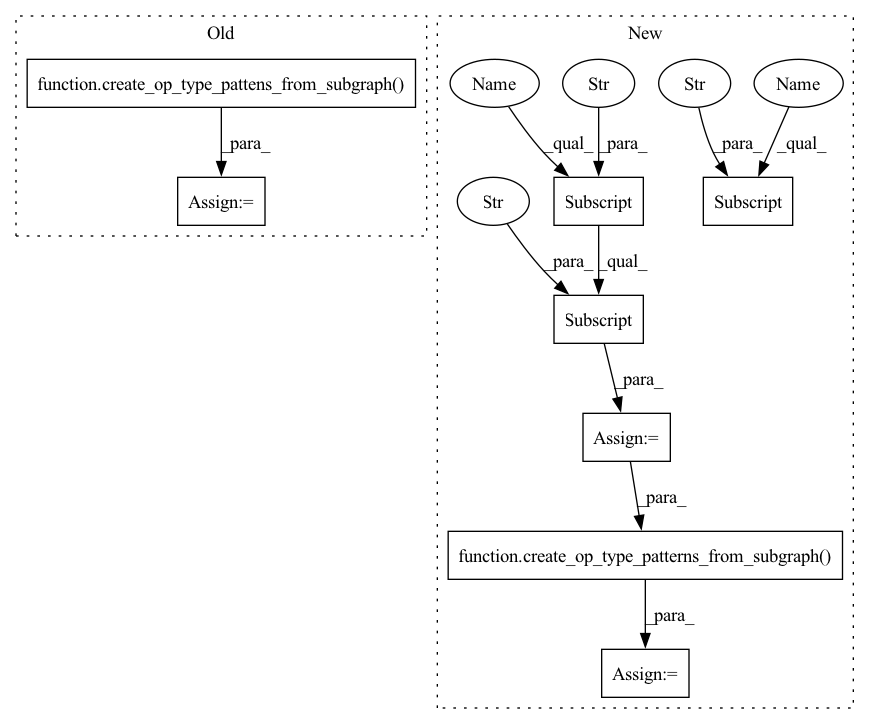 Old
New
function.create_op_type_pattens_from_subgraph()
_para_
Assign:=
Name
Str
Str
Name
_qual_
_para_
_para_
_qual_
Str
Subscript
Subscript
_para_
_qual_
Subscript
_para_
Assign:=
_para_
function.create_op_type_patterns_from_subgraph()
_para_
Assign:=